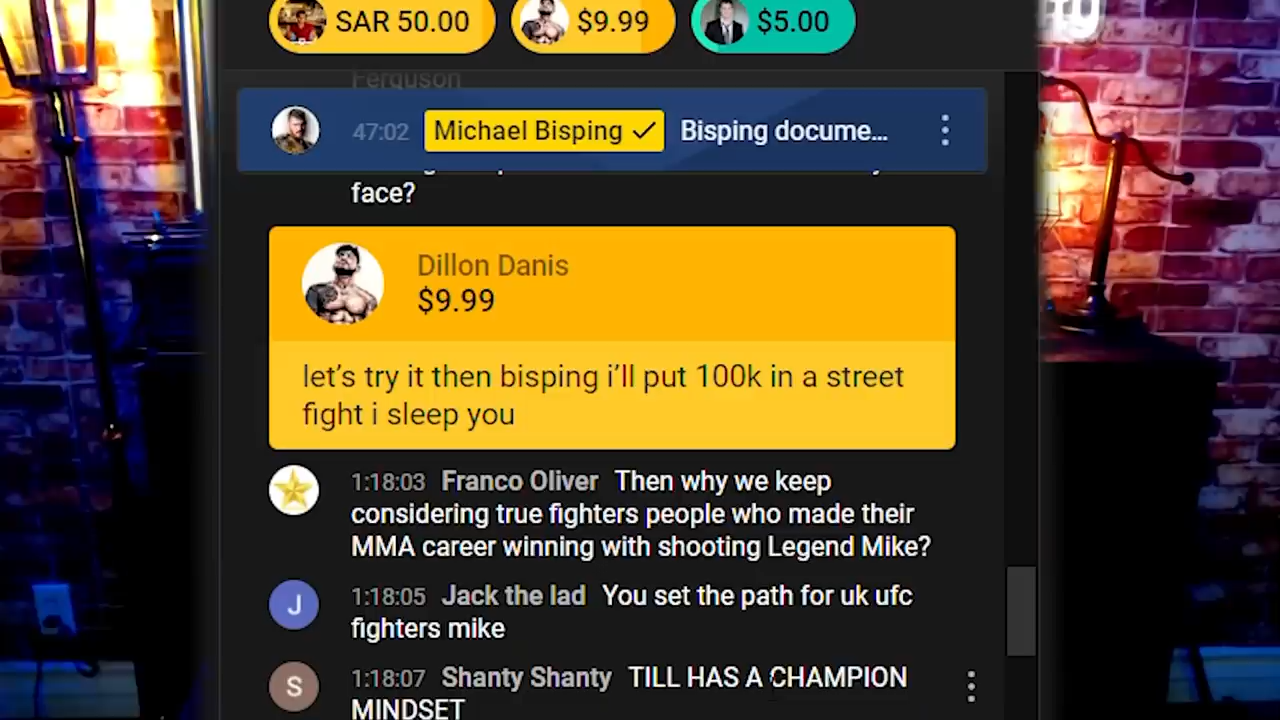 SAR 50.00 $9.99 $5.00
Ferguson
47:02 Michael Bisping Bisping docume...
face?
Dillon Danis
$9.99
let's try it then bisping i'll put 100k in a street
fight i sleep you
1:18:03 Franco Oliver Then why we keep
considering true fighters people who made their
MMA career winning with shooting Legend Mike?
J
1:18:05 Jack the lad You set the path for uk ufc
fighters mike
S
1:18:07 Shanty Shanty TILL HAS A CHAMPION
MINDSET